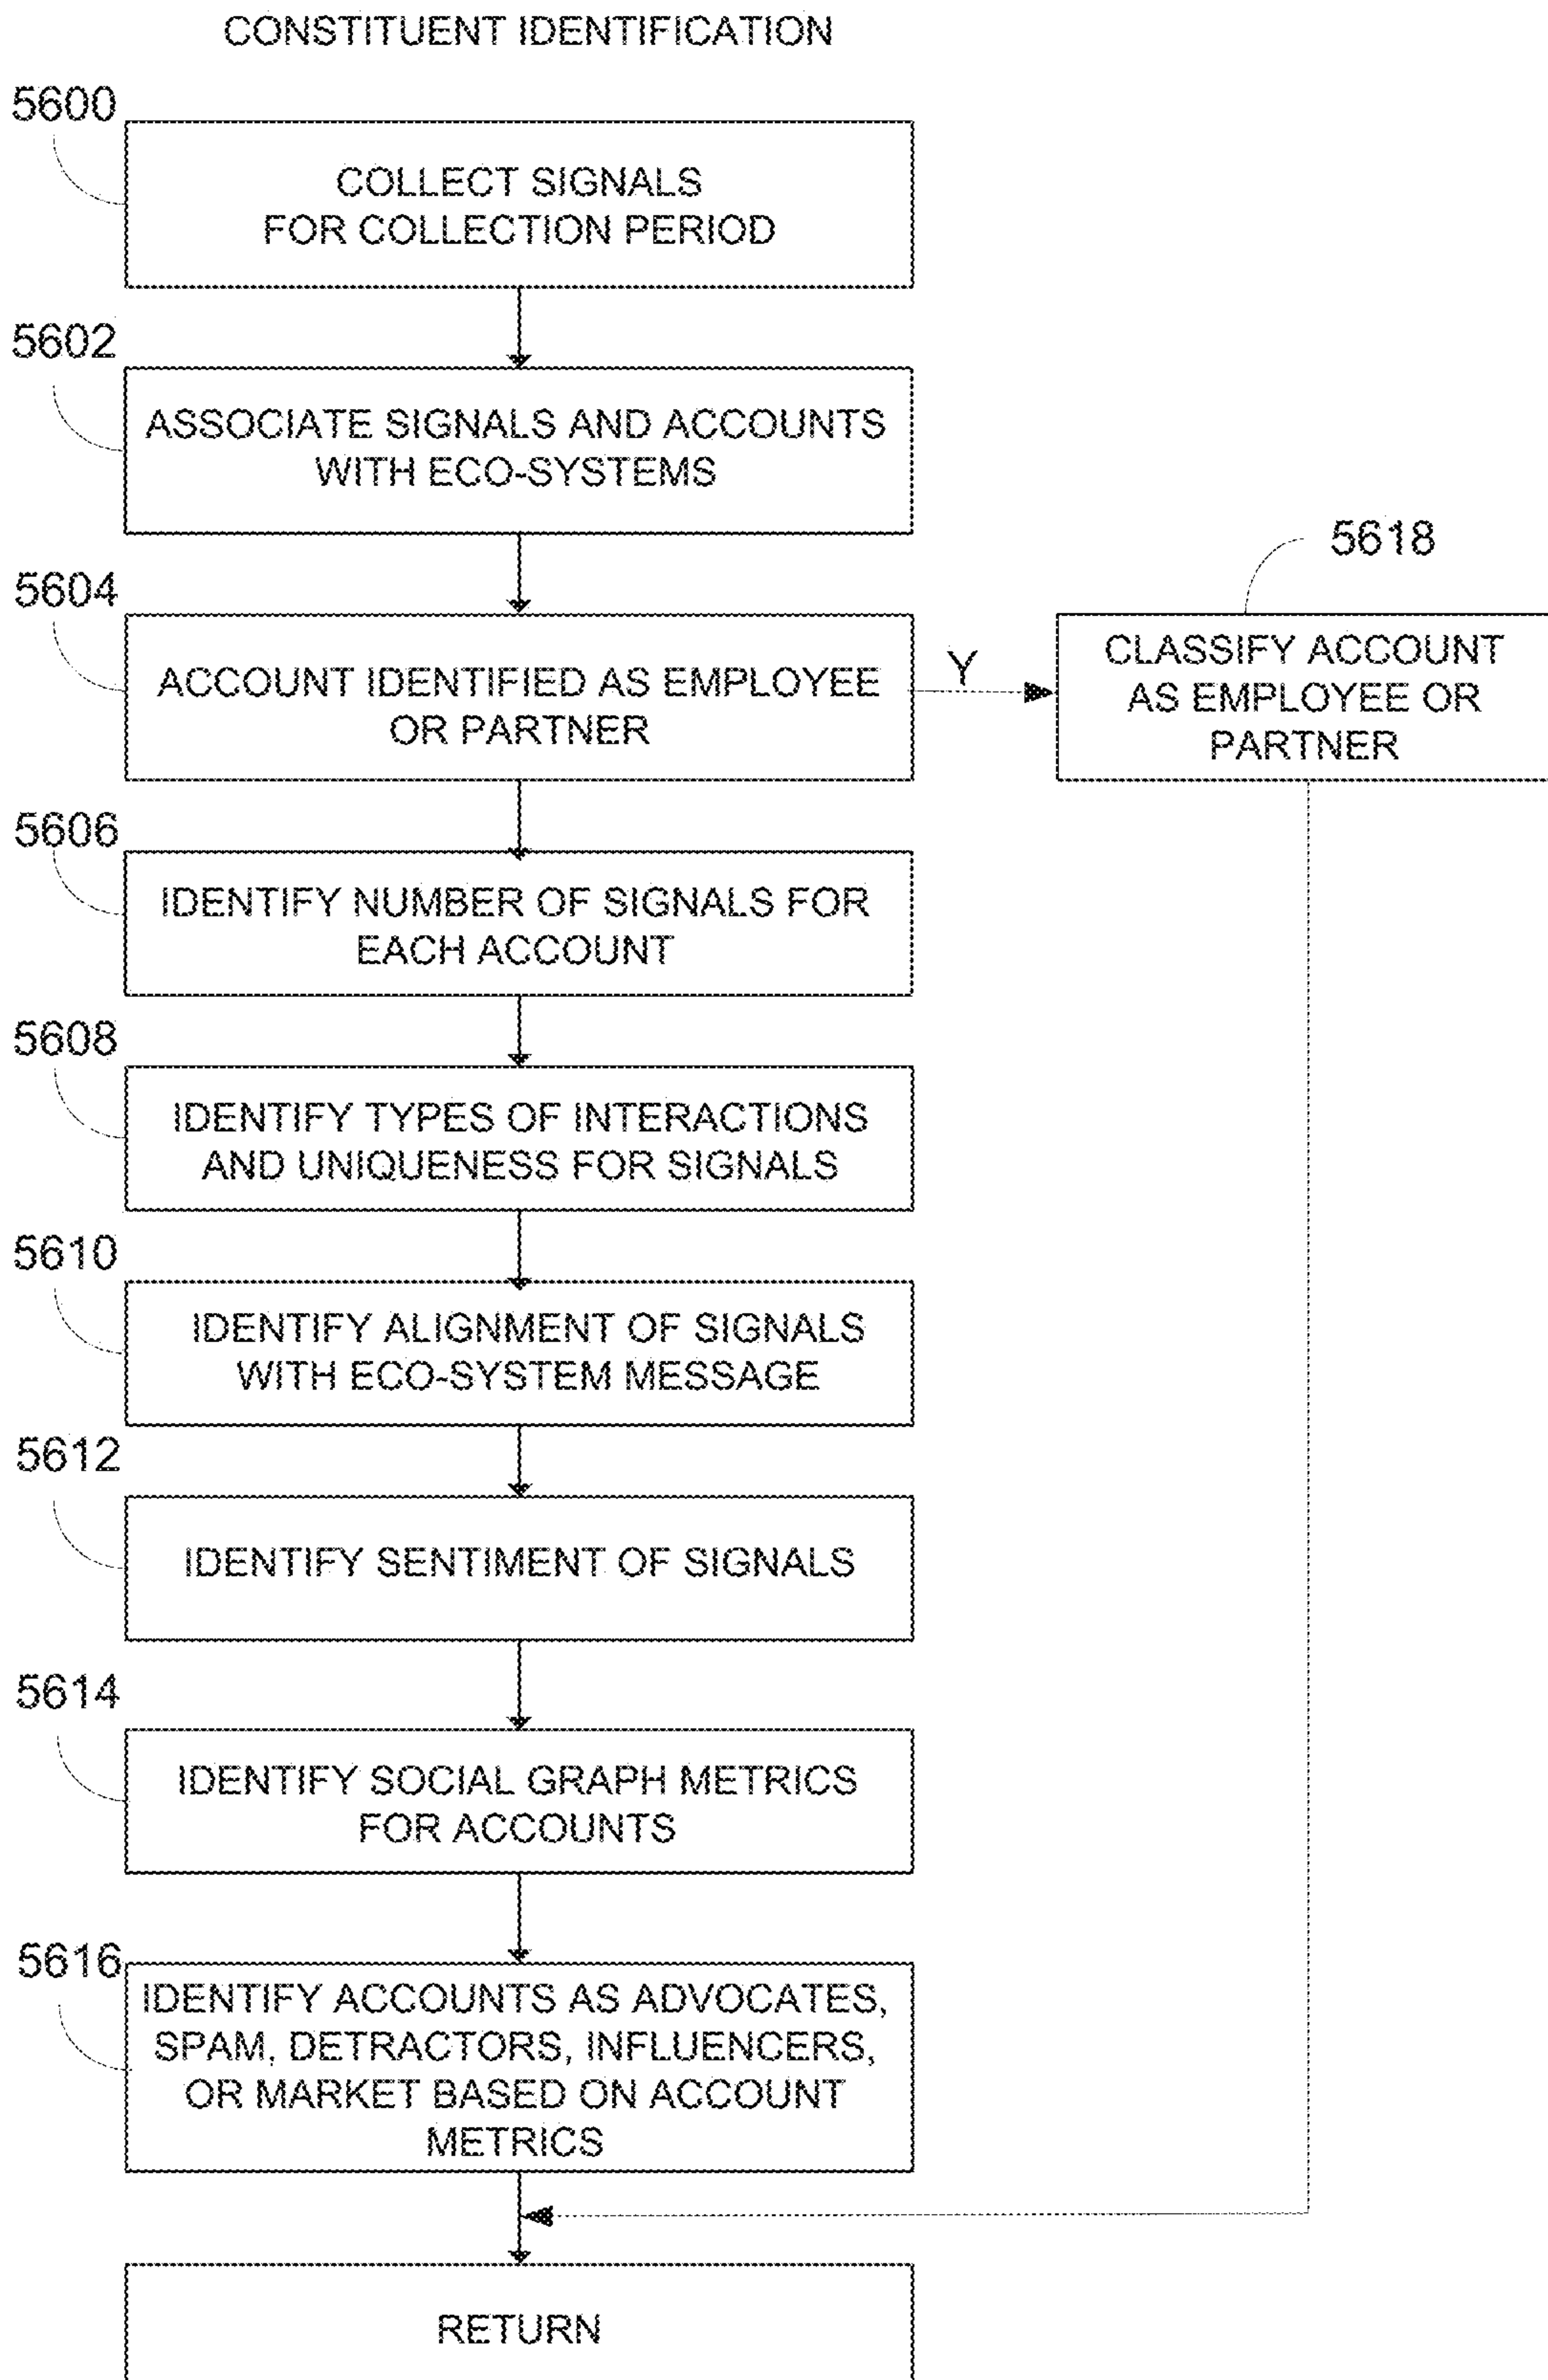 CONSTITUENT IDENTIFICATION
5600
COLLECT SIGNALS
FOR COLLECTION PERIOD
5602
ASSOCIATE SIGNALS AND ACCOUNTS
WITH ECO-SYSTEMS
5604
ACCOUNT IDENTIFIED AS EMPLOYEE
OR PARTNER
Y
5618
CLASSIFY ACCOUNT
AS EMPLOYEE OR
PARTNER
5606
IDENTIFY NUMBER OF SIGNALS FOR
EACH ACCOUNT
5608
IDENTIFY TYPES OF INTERACTIONS
AND UNIQUENESS FOR SIGNALS
5610
IDENTIFY ALIGNMENT OF SIGNALS
WITH ECO-SYSTEM MESSAGE
5612
IDENTIFY SENTIMENT OF SIGNALS
5614
IDENTIFY SOCIAL GRAPH METRICS
FOR ACCOUNTS
5616
IDENTIFY ACCOUNTS AS ADVOCATES,
SPAM, DETRACTORS, INFLUENCERS,
OR MARKET BASED ON ACCOUNT
METRICS
RETURN